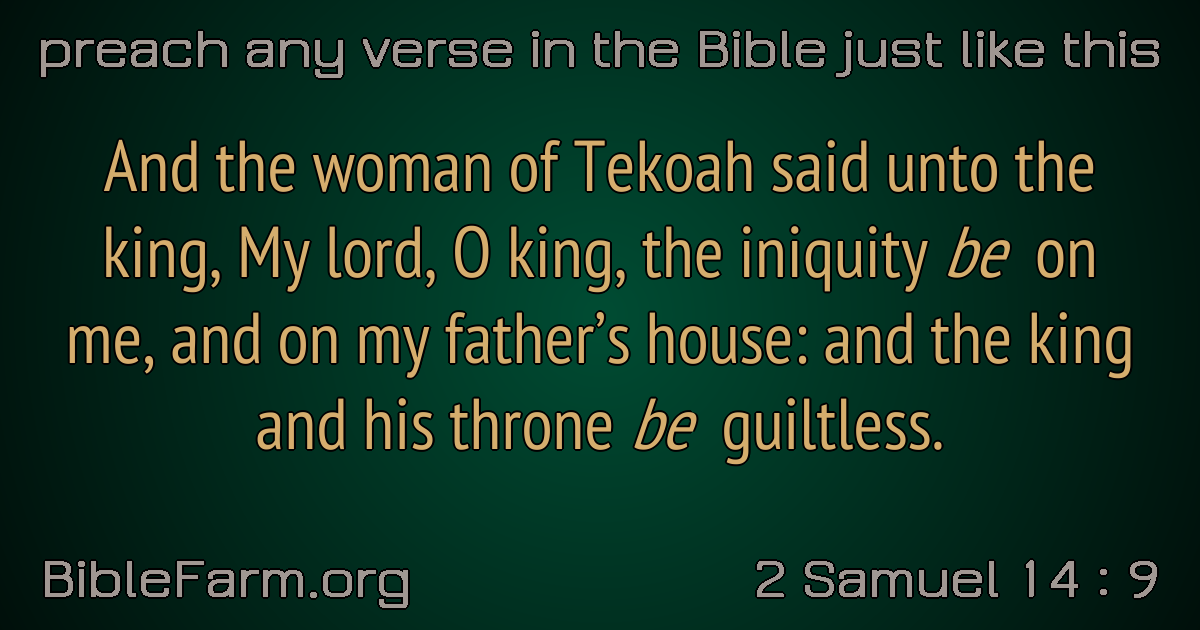 preach any verse in the Bible just like this
And the woman of Tekoah said unto the
king, My lord, O king, the iniquity be on
me, and on my father’s house: and the king
and his throne be guiltless.
BibleFarm.org
2 Samuel 14 : 9